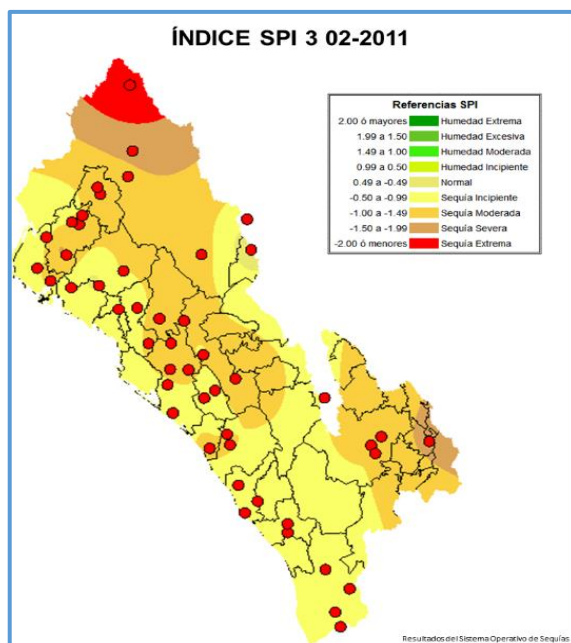 ÍNDICE SPI 3 02-2011
Referencias SPI
2.00 ó mayores Humedad Extrema
1.99 a 1.50 Humedad Excesiva
1.49 a 1.00 Humedad Moderada
0.99 a 0.50 Humedad Incipiente
0.49 a -0.49 Normal
-0.50 a -0.99 Sequía Incipiente
-1.00 a -1.49 Sequía Moderada
-1.50 a -1.99 Sequía Severa
-2.00 ó menores Sequía Extrema
Resultados del Sistema Operativo de Sequías